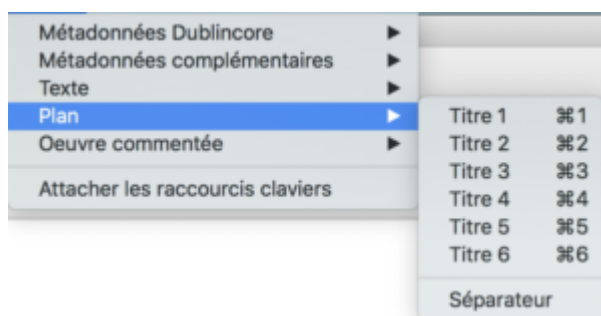 Métadonnées Dublincore
Métadonnées complémentaires
Texte
Plan
Oeuvre commentée
Attacher les raccourcis claviers
Titre 1 ⌘1
Titre 2 ⌘2
Titre 3 ⌘3
Titre 4 ⌘4
Titre 5 ⌘5
Titre 6 ⌘6
Séparateur